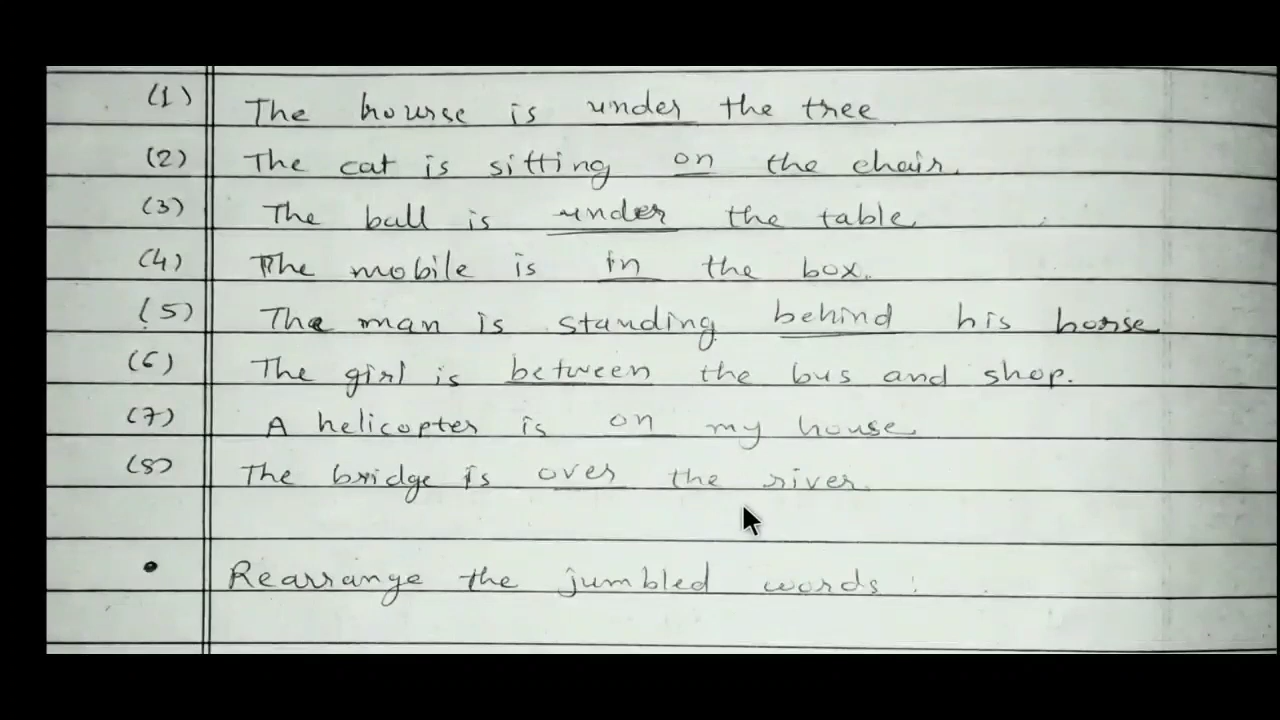 (1) The hourse is under the tree
(2) The cat is sitting on the chair.
(3) The ball is under the table
(4) The mobile is in the box.
(5) The man is standing behind his horse
(6) The girl is between the bus and shop.
(7) A helicopter is on my house
(8) The bridge is over the river.
• Rearrange the jumbled words :